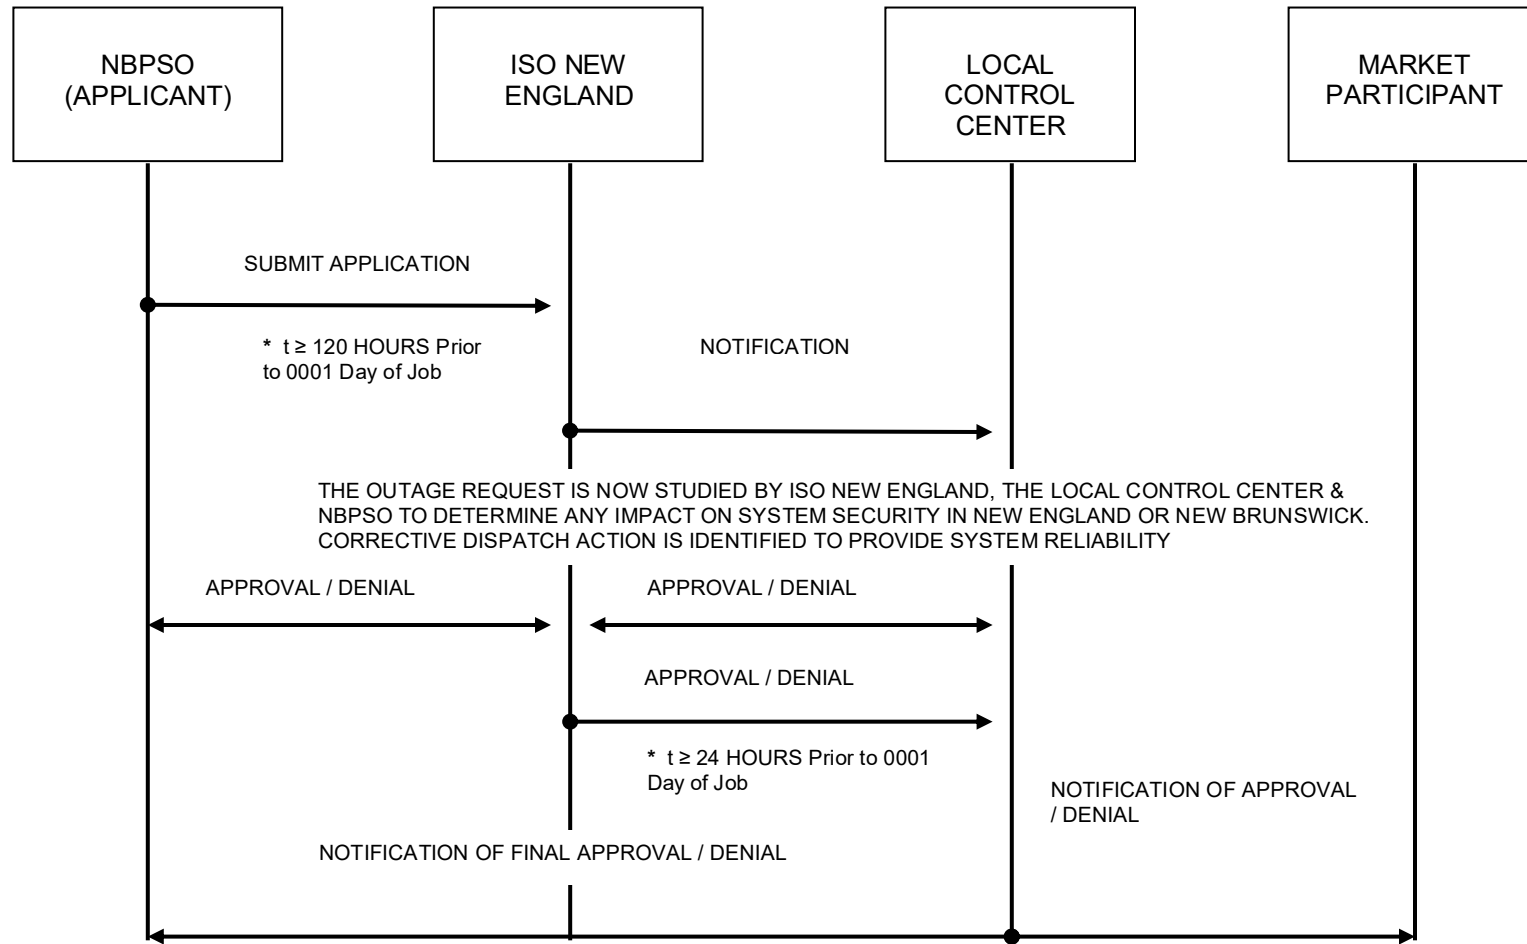 NBPSO
(APPLICANT)
ISO NEW
ENGLAND
LOCAL
CONTROL
CENTER
MARKET
PARTICIPANT
SUBMIT APPLICATION
* t ≥ 120 HOURS Prior
to 0001 Day of Job
NOTIFICATION
THE OUTAGE REQUEST IS NOW STUDIED BY ISO NEW ENGLAND, THE LOCAL CONTROL CENTER &
NBPSO TO DETERMINE ANY IMPACT ON SYSTEM SECURITY IN NEW ENGLAND OR NEW BRUNSWICK.
CORRECTIVE DISPATCH ACTION IS IDENTIFIED TO PROVIDE SYSTEM RELIABILITY
APPROVAL / DENIAL
APPROVAL / DENIAL
APPROVAL / DENIAL
* t ≥ 24 HOURS Prior to 0001
Day of Job
NOTIFICATION OF APPROVAL
/ DENIAL
NOTIFICATION OF FINAL APPROVAL / DENIAL